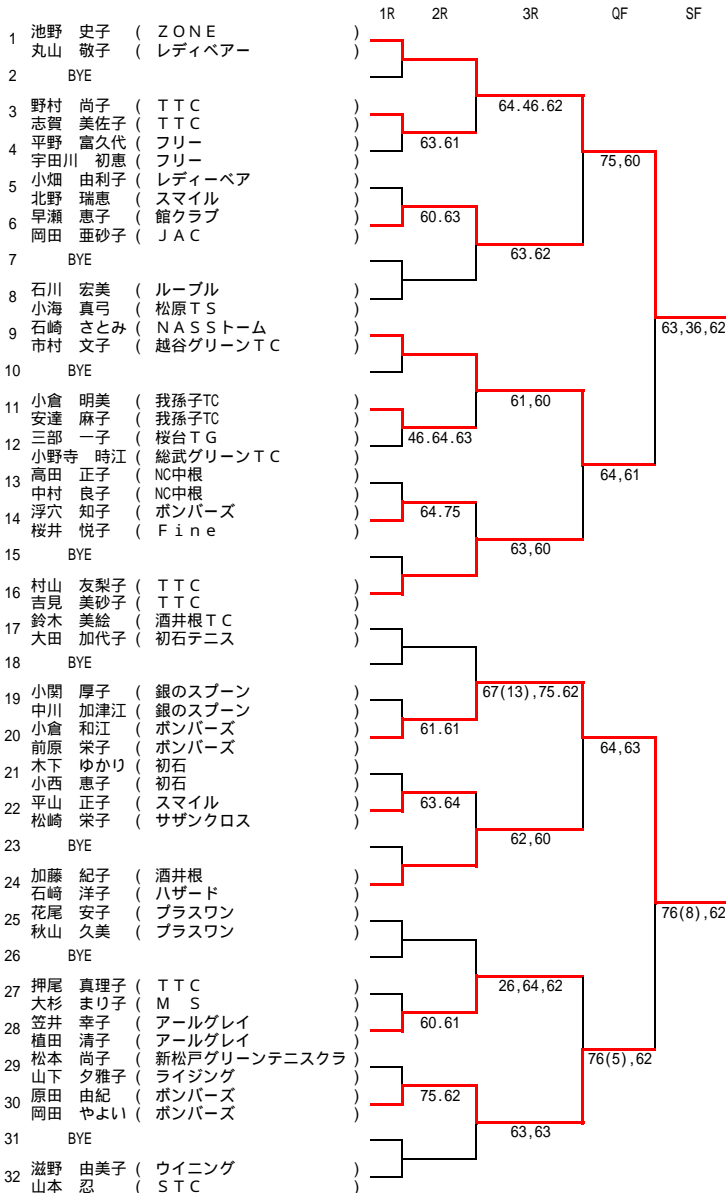 1R 2R 3R QF SF
1 池野 史子 ( ＺＯＮＥ )
丸山 敬子 ( レディベアー )
2 BYE
3 野村 尚子 ( ＴＴＣ )
志賀 美佐子 ( ＴＴＣ )
4 平野 富久代 ( フリー )
宇田川 初恵 ( フリー )
5 小畑 由利子 ( レディーベア )
北野 瑞恵 ( スマイル )
6 早瀬 恵子 ( 館クラブ )
岡田 亜砂子 ( ＪＡＣ )
7 BYE
8 石川 宏美 ( ルーブル )
小海 真弓 ( 松原ＴＳ )
9 石崎 さとみ ( ＮＡＳＳトーム )
市村 文子 ( 越谷グリーンＴＣ )
10 BYE
11 小倉 明美 ( 我孫子TC )
安達 麻子 ( 我孫子TC )
12 三部 一子 ( 桜台ＴＧ )
小野寺 時江 ( 総武グリーンＴＣ )
13 高田 正子 ( NC中根 )
中村 良子 ( NC中根 )
14 浮穴 知子 ( ボンバーズ )
桜井 悦子 ( Ｆｉｎｅ )
15 BYE
16 村山 友梨子 ( ＴＴＣ )
吉見 美砂子 ( ＴＴＣ )
17 鈴木 美絵 ( 酒井根ＴＣ )
大田 加代子 ( 初石テニス )
18 BYE
19 小関 厚子 ( 銀のスプーン )
中川 加津江 ( 銀のスプーン )
20 小倉 和江 ( ボンバーズ )
前原 栄子 ( ボンバーズ )
21 木下 ゆかり ( 初石 )
小西 恵子 ( 初石 )
22 平山 正子 ( スマイル )
松崎 栄子 ( サザンクロス )
23 BYE
24 加藤 紀子 ( 酒井根 )
石﨑 洋子 ( ハザード )
25 花尾 安子 ( プラスワン )
秋山 久美 ( プラスワン )
26 BYE
27 押尾 真理子 ( ＴＴＣ )
大杉 まり子 ( Ｍ Ｓ )
28 笠井 幸子 ( アールグレイ )
植田 清子 ( アールグレイ )
29 松本 尚子 ( 新松戸グリーンテニスクラ )
山下 夕雅子 ( ライジング )
30 原田 由紀 ( ボンバーズ )
岡田 やよい ( ボンバーズ )
31 BYE
32 滋野 由美子 ( ウイニング )
山本 忍 ( ＳＴＣ )
63.61
60.63
46.64.63
64.75
61.61
63.64
60.61
75.62
64.46.62
63.62
61,60
63,60
67(13),75.62
62,60
26,64,62
63,63
75,60
64,61
64,63
76(5),62
63,36,62
76(8),62